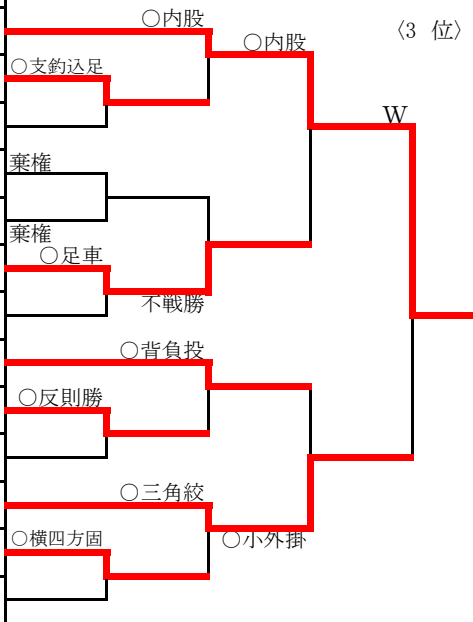 ○内股
〈3 位〉
○内股
○支釣込足
W
棄権
棄権
○足車
不戦勝
○背負投
○反則勝
○三角絞
○小外掛
○横四方固